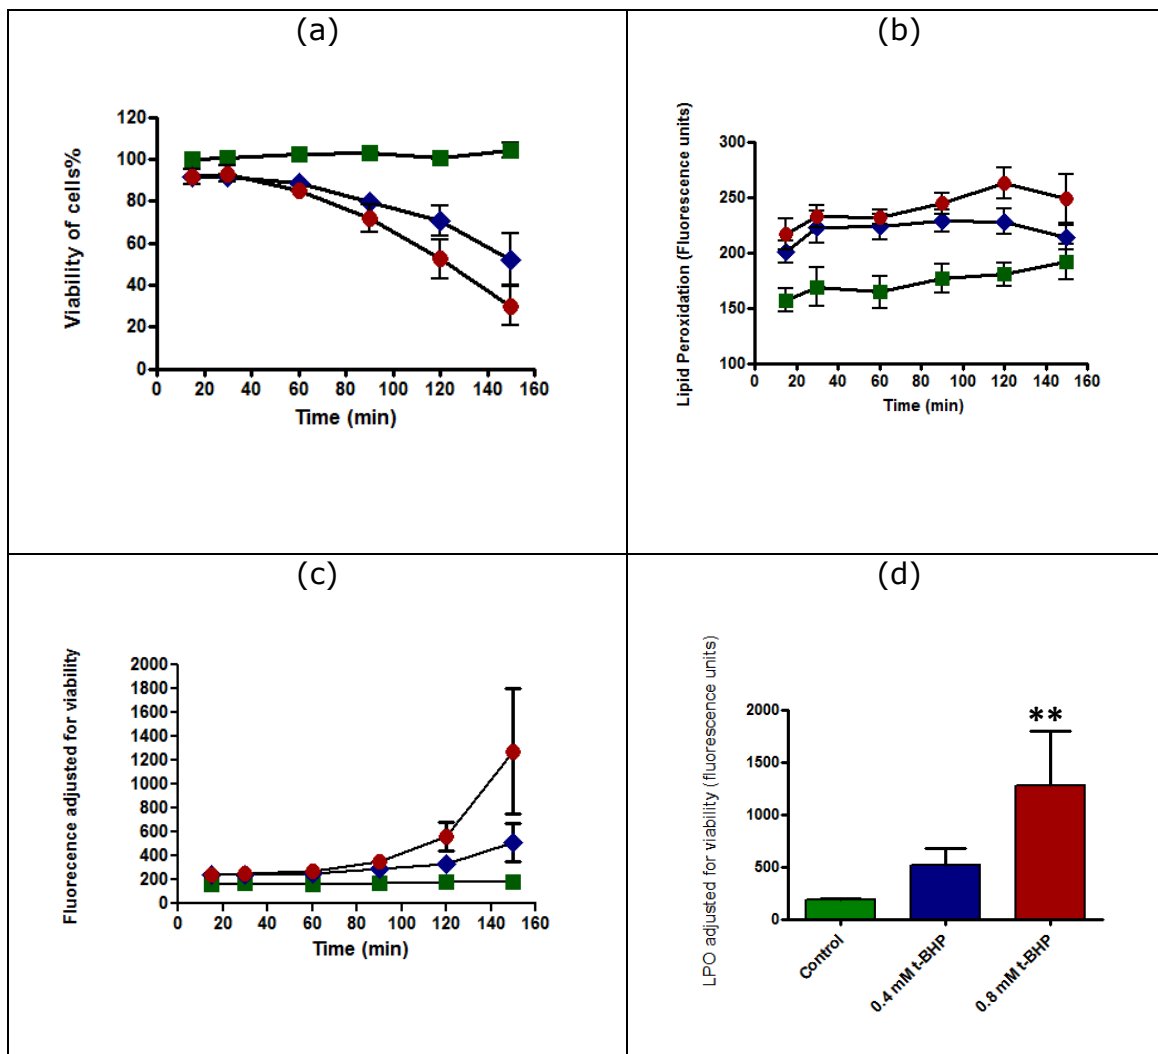 (a)
Viability of cells%
120
100
80
60
40
20
0
0 20 40 60 80 100 120 140 160
Time (min)
(b)
Lipid Peroxidation (Fluorescence units)
300
250
200
150
100
0 20 40 60 80 100 120 140 160
Time (min)
(c)
Fluorecence adjusted for viability
2000
1800
1600
1400
1200
1000
800
600
400
200
0
0 20 40 60 80 100 120 140 160
Time (min)
(d)
LPO adjusted for viability (fluorescence units)
2000
1500
1000
500
0
**
Control
0.4 mM t-BHP
0.8 mM t-BHP